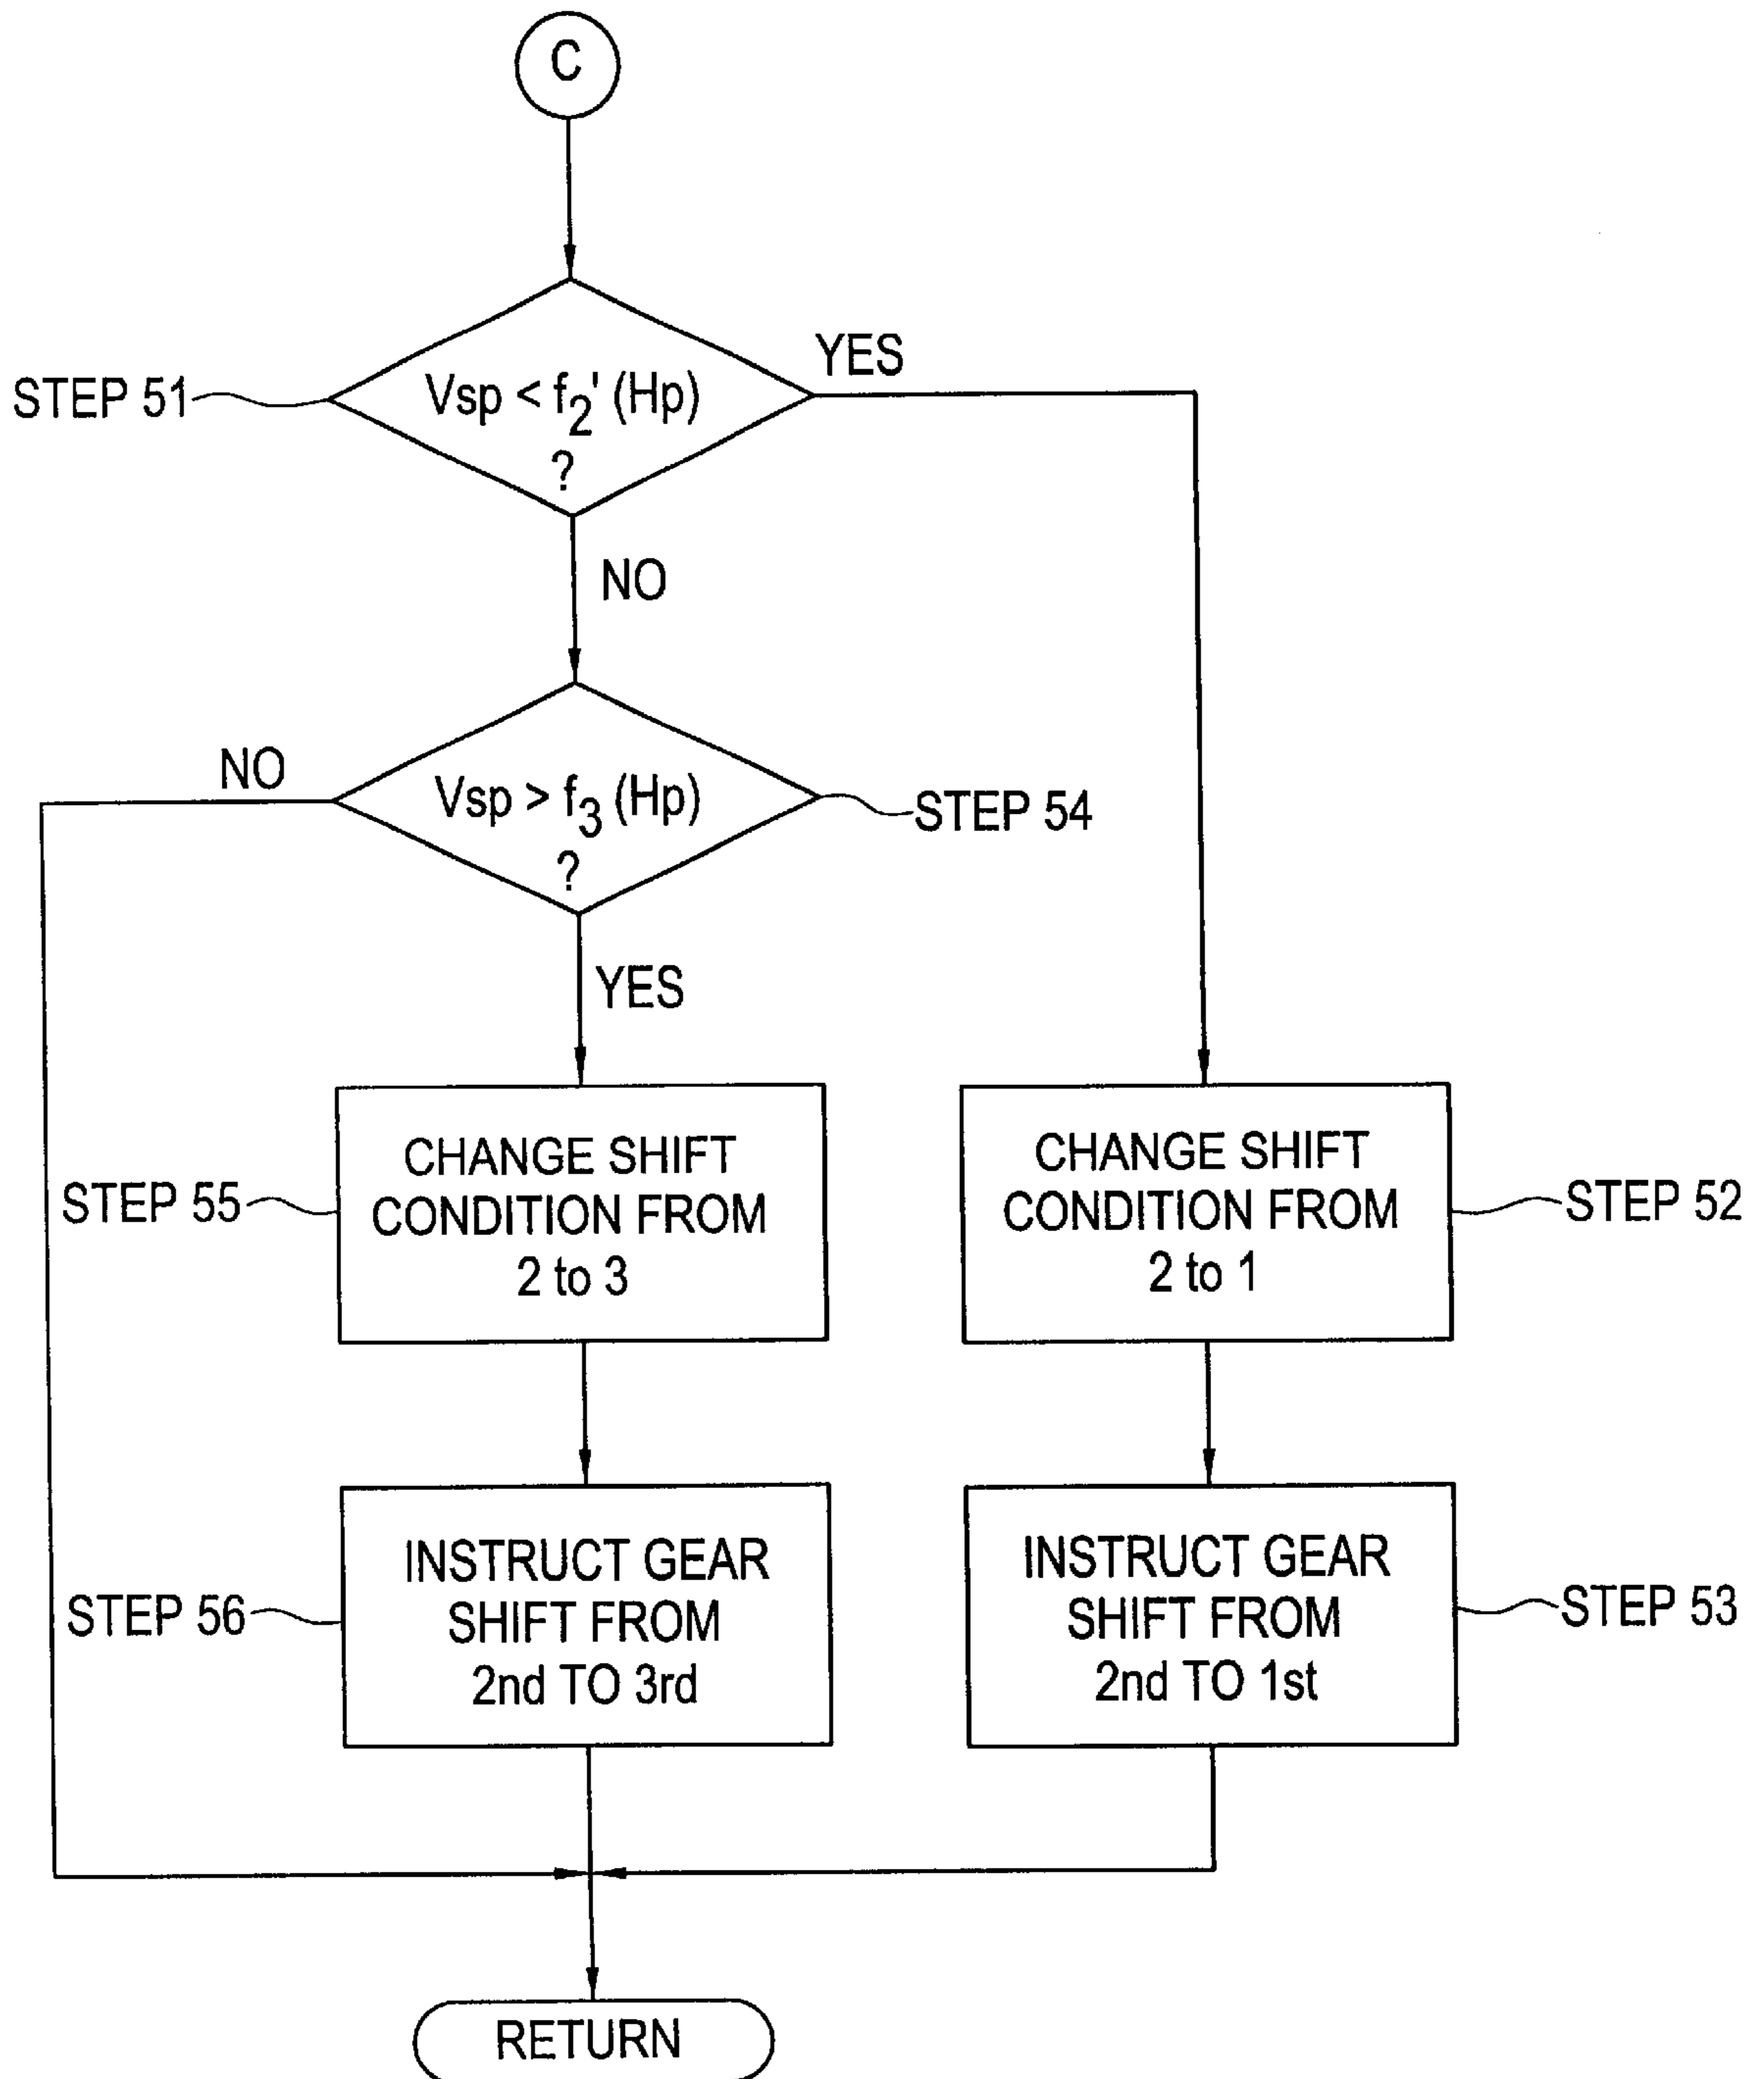 C
YES
STEP 51
Vsp < f2' (Hp)
?
NO
NO
Vsp > f3 (Hp)
?
STEP 54
YES
CHANGE SHIFT
CONDITION FROM
2 to 3
STEP 55
CHANGE SHIFT
CONDITION FROM
2 to 1
STEP 52
INSTRUCT GEAR
SHIFT FROM
2nd TO 3rd
STEP 56
INSTRUCT GEAR
SHIFT FROM
2nd TO 1st
STEP 53
RETURN